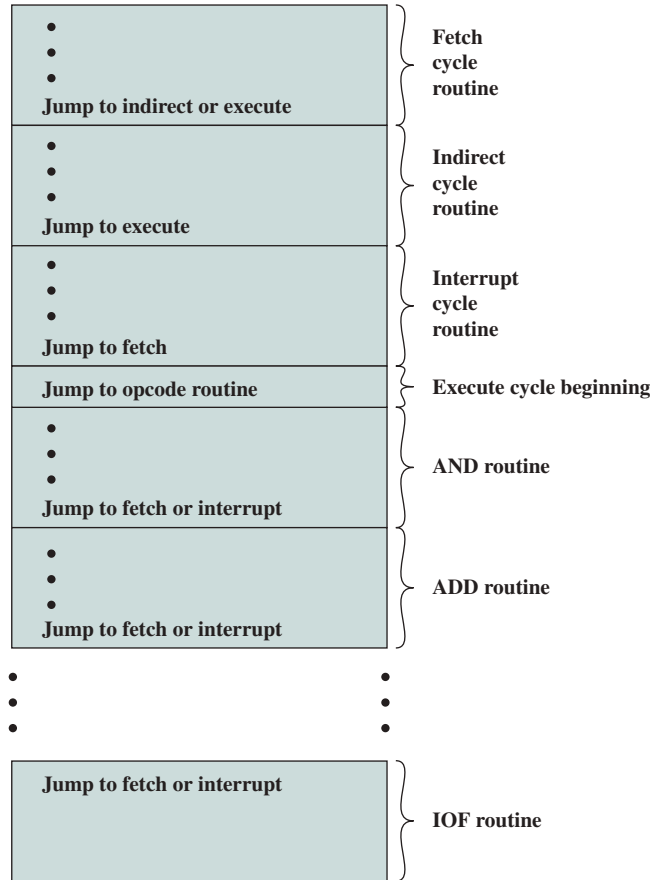 Jump to indirect or execute
Fetch
cycle
routine
Jump to execute
Indirect
cycle
routine
Jump to fetch
Interrupt
cycle
routine
Jump to opcode routine
Execute cycle beginning
Jump to fetch or interrupt
AND routine
Jump to fetch or interrupt
ADD routine
Jump to fetch or interrupt
IOF routine